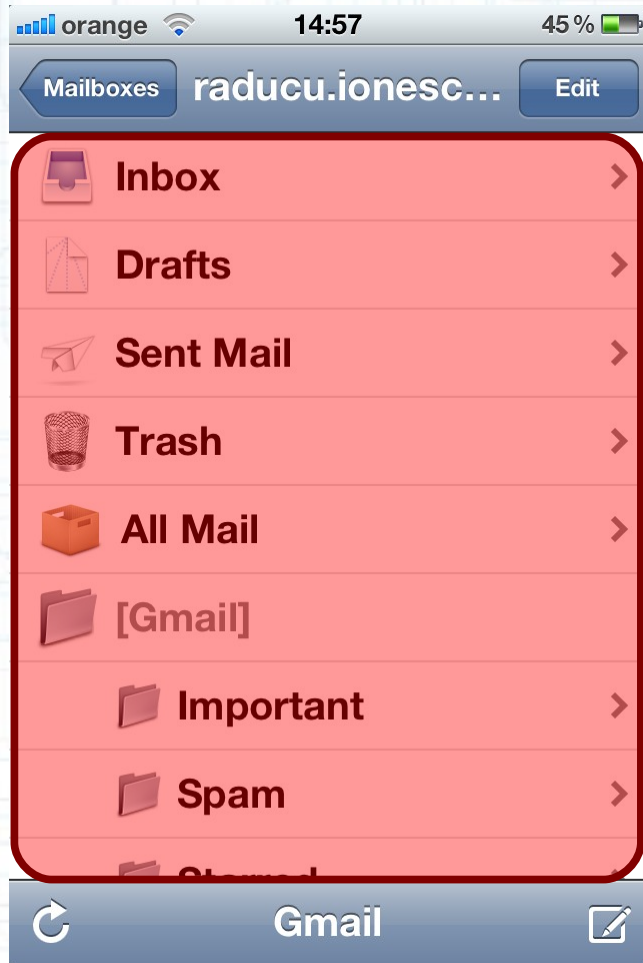 orange 14:57 45 %
Mailboxes raducu.ionesc... Edit
Inbox
Drafts
Sent Mail
Trash
All Mail
[Gmail]
Important
Spam
Starred
Gmail